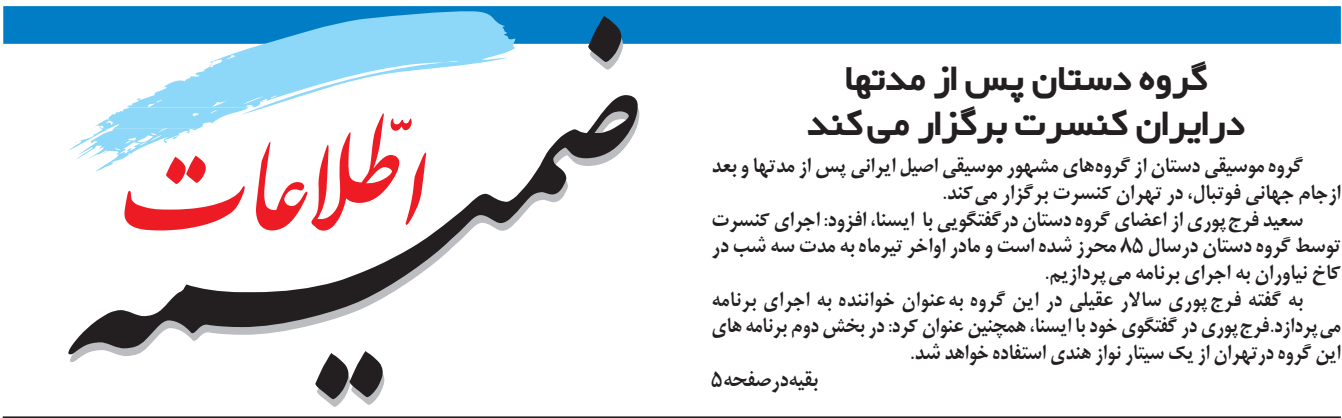 گروه دستان پس از مدتها
درایران کنسرت برگزار می‌کند
گروه موسیقی دستان از گروه‌های مشهور موسیقی اصیل ایرانی پس از مدتها و بعد
ازجام جهانی فوتبال، در تهران کنسرت برگزار می‌کند.
سعید فرج‌پوری از اعضای گروه دستان درگفتگویی با ایسنا، افزود: اجرای کنسرت
توسط گروه دستان درسال ۸۵ محرز شده است و مادر اواخر تیرماه به مدت سه شب در
کاخ نیاوران به اجرای برنامه می‌پردازیم.
به گفته فرج‌پوری سالار عقیلی در این گروه به‌عنوان خواننده به اجرای برنامه
می‌پردازد.فرج‌پوری در گفتگوی خود با ایسنا، همچنین عنوان کرد: در بخش دوم برنامه های
این گروه درتهران از یک سیتار نواز هندی استفاده خواهد شد.
بقیه‌درصفحه‌۵
ضمیمه
اطّلاعات